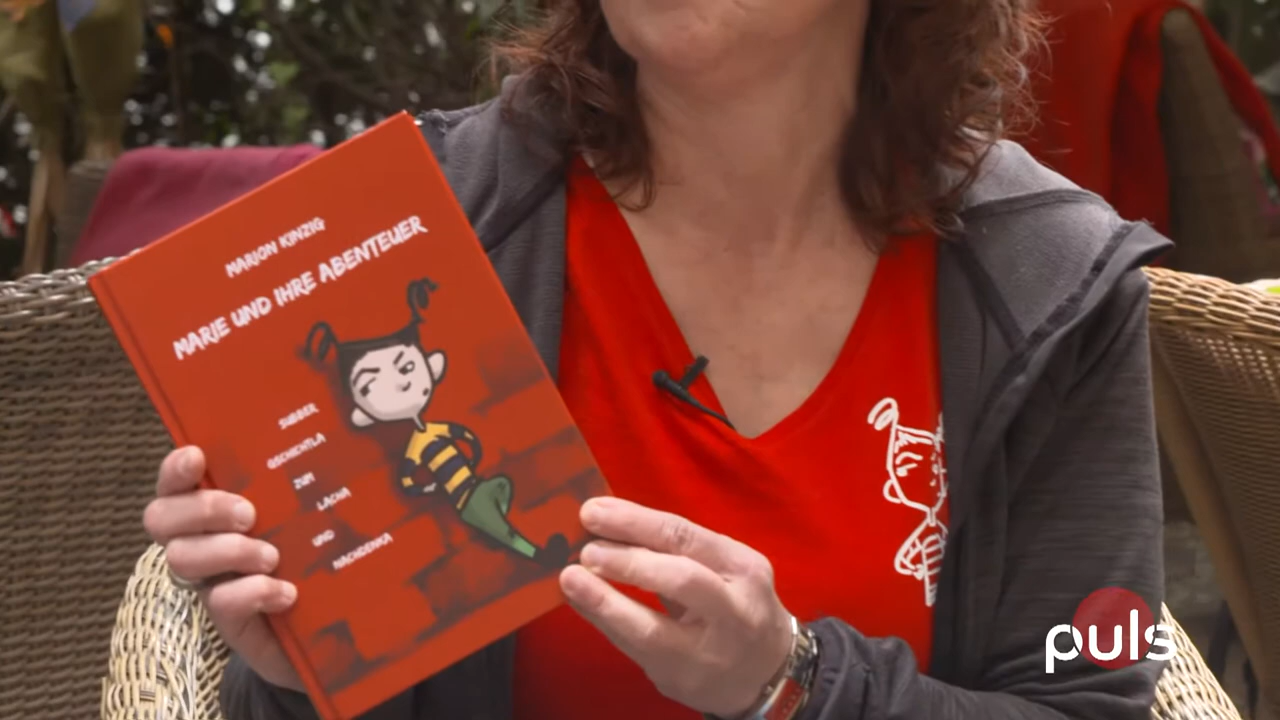 MARION KINZIG
MARIE UND IHRE ABENTEUER
SUBBER
GSCHICHTLA
ZUM
LACHA
UND
NACHDENKA
puls